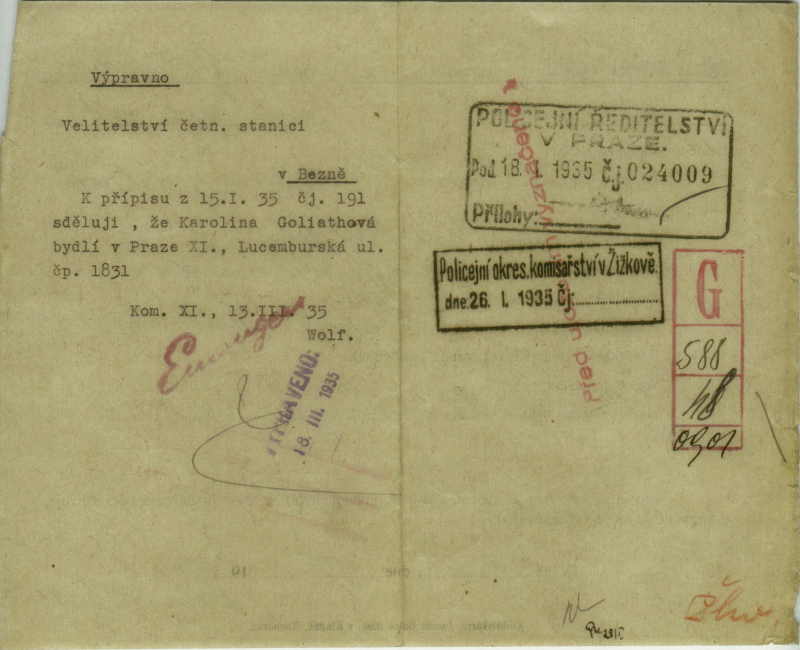 Výpravno
Velitelství četn. stanici
v Bezně
K přípisu z 15.I. 35 čj. 191
sděluji , že Karolina Goliathová
bydlí v Praze XI., Lucemburská ul.
čp. 1831
Kom. XI., 13.III. 35
Wolf.
VYPRAVENO:
18. III. 1935
POLICEJNÍ ŘEDITELSTVÍ
V PRAZE.
Pod. 18. I. 1935 Čj. 024009
Přílohy:
Policejní okres. komisařství v Žižkově.
dne: 26. I. 1935 Čj:
G
588
48